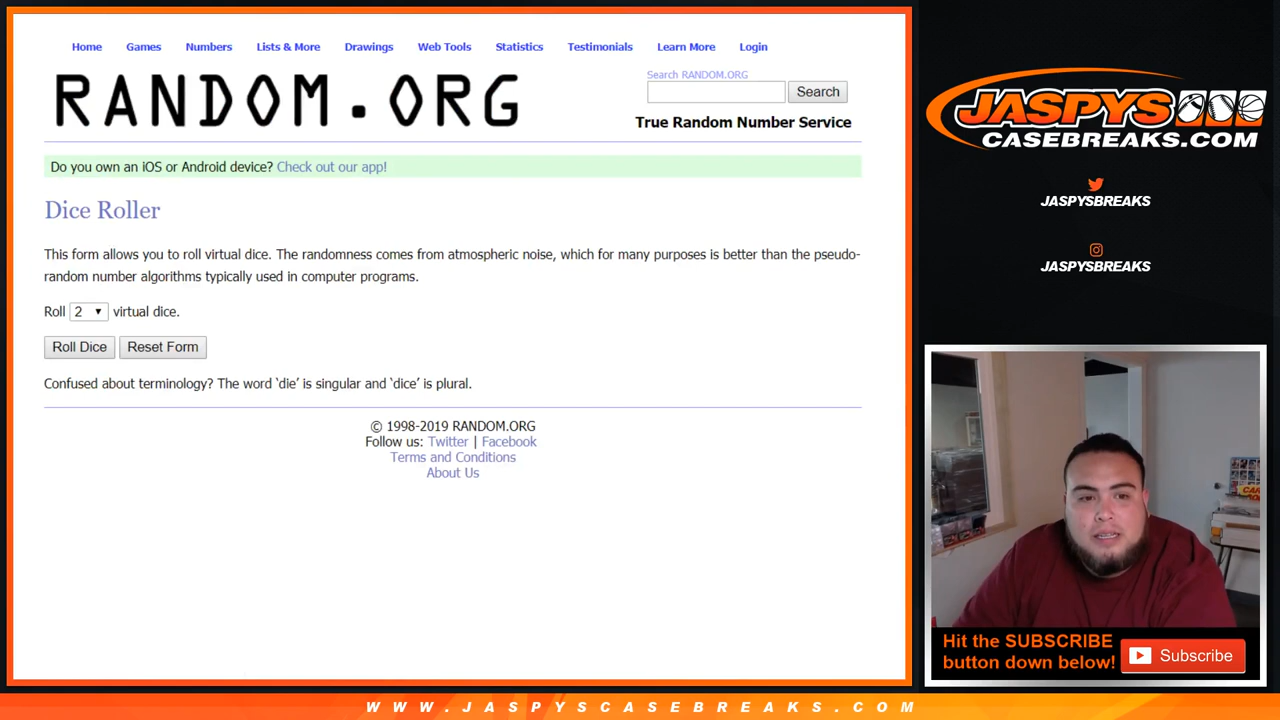 Home Games Numbers Lists & More Drawings Web Tools Statistics Testimonials Learn More Login
RANDOM.ORG
Search RANDOM.ORG
Search
True Random Number Service
Do you own an iOS or Android device? Check out our app!
Dice Roller
This form allows you to roll virtual dice. The randomness comes from atmospheric noise, which for many purposes is better than the pseudo-
random number algorithms typically used in computer programs.
Roll 2 virtual dice.
Roll Dice Reset Form
Confused about terminology? The word ‘die’ is singular and ‘dice’ is plural.
© 1998-2019 RANDOM.ORG
Follow us: Twitter | Facebook
Terms and Conditions
About Us
JASPYS
CASEBREAKS.COM
JASPYSBREAKS
JASPYSBREAKS
Hit the SUBSCRIBE
button down below!
Subscribe
WWW.JASPYSCASEBREAKS.COM